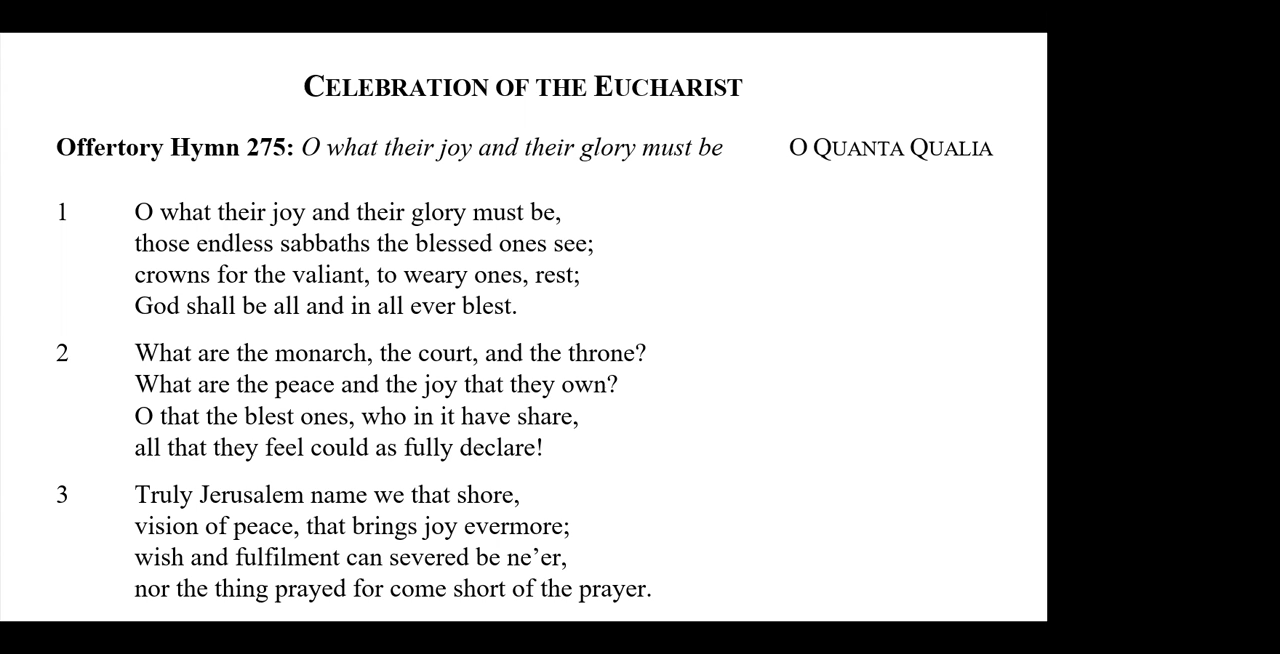 CELEBRATION OF THE EUCHARIST
Offertory Hymn 275: O what their joy and their glory must be O QUANTA QUALIA
1 O what their joy and their glory must be,
those endless sabbaths the blessed ones see;
crowns for the valiant, to weary ones, rest;
God shall be all and in all ever blest.
2 What are the monarch, the court, and the throne?
What are the peace and the joy that they own?
O that the blest ones, who in it have share,
all that they feel could as fully declare!
3 Truly Jerusalem name we that shore,
vision of peace, that brings joy evermore;
wish and fulfilment can severed be ne’er,
nor the thing prayed for come short of the prayer.